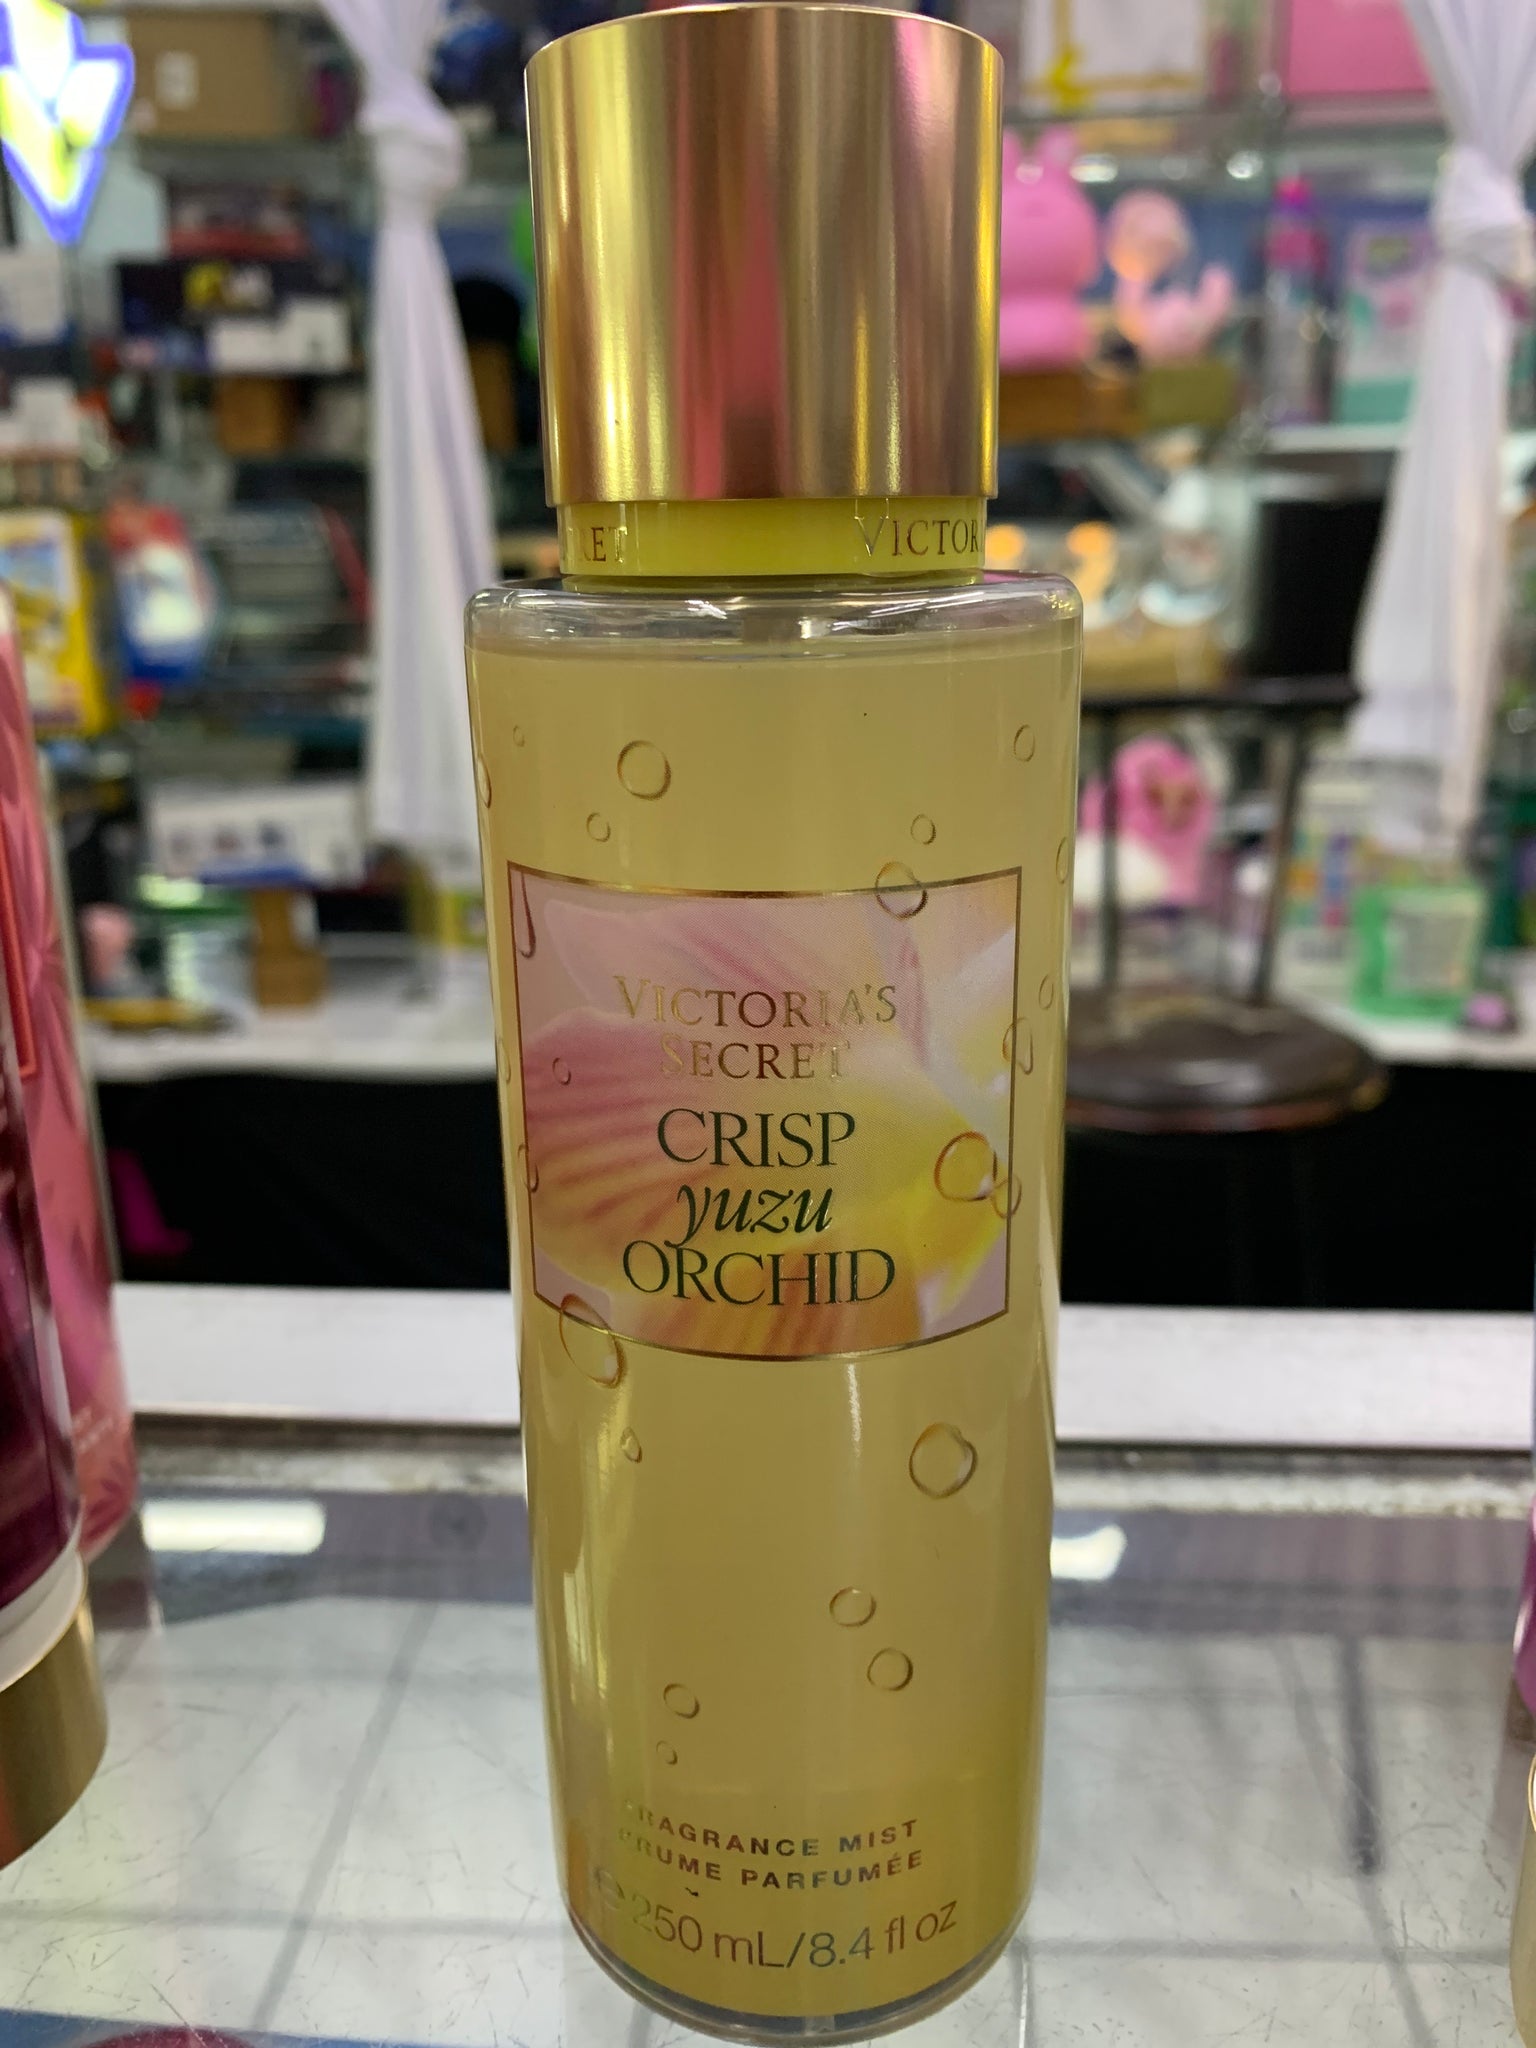 VICTORIA'S
SECRET
CRISP
yuzu
ORCHID
FRAGRANCE MIST
BRUME PARFUMÉE
℮ 250 mL/8.4 fl oz